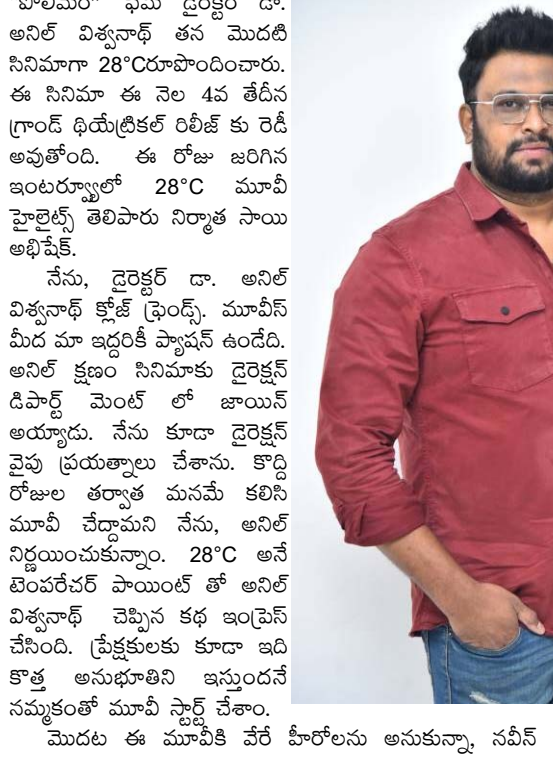 "పొలిమేర" ఫేమ్ డైరెక్టర్ డా.
అనిల్ విశ్వనాథ్ తన మొదటి
సినిమాగా 28°Cరూపొందించారు.
ఈ సినిమా ఈ నెల 4వ తేదీన
గ్రాండ్ థియేట్రికల్ రిలీజ్ కు రెడీ
అవుతోంది. ఈ రోజు జరిగిన
ఇంటర్వ్యూలో 28°C మూవీ
హైలైట్స్ తెలిపారు నిర్మాత సాయి
అభిషేక్.
నేను, డైరెక్టర్ డా. అనిల్
విశ్వనాథ్ క్లోజ్ ఫ్రెండ్స్. మూవీస్
మీద మా ఇద్దరికీ ప్యాషన్ ఉండేది.
అనిల్ క్షణం సినిమాకు డైరెక్షన్
డిపార్ట్ మెంట్ లో జాయిన్
అయ్యాడు. నేను కూడా డైరెక్షన్
వైపు ప్రయత్నాలు చేశాను. కొద్ది
రోజుల తర్వాత మనమే కలిసి
మూవీ చేద్దామని నేను, అనిల్
నిర్ణయించుకున్నాం. 28°C అనే
టెంపరేచర్ పాయింట్ తో అనిల్
విశ్వనాథ్ చెప్పిన కథ ఇంప్రెస్
చేసింది. ప్రేక్షకులకు కూడా ఇది
కొత్త అనుభూతిని ఇస్తుందనే
నమ్మకంతో మూవీ స్టార్ట్ చేశాం.
మొదట ఈ మూవీకి వేరే హీరోలను అనుకున్నా, నవీన్